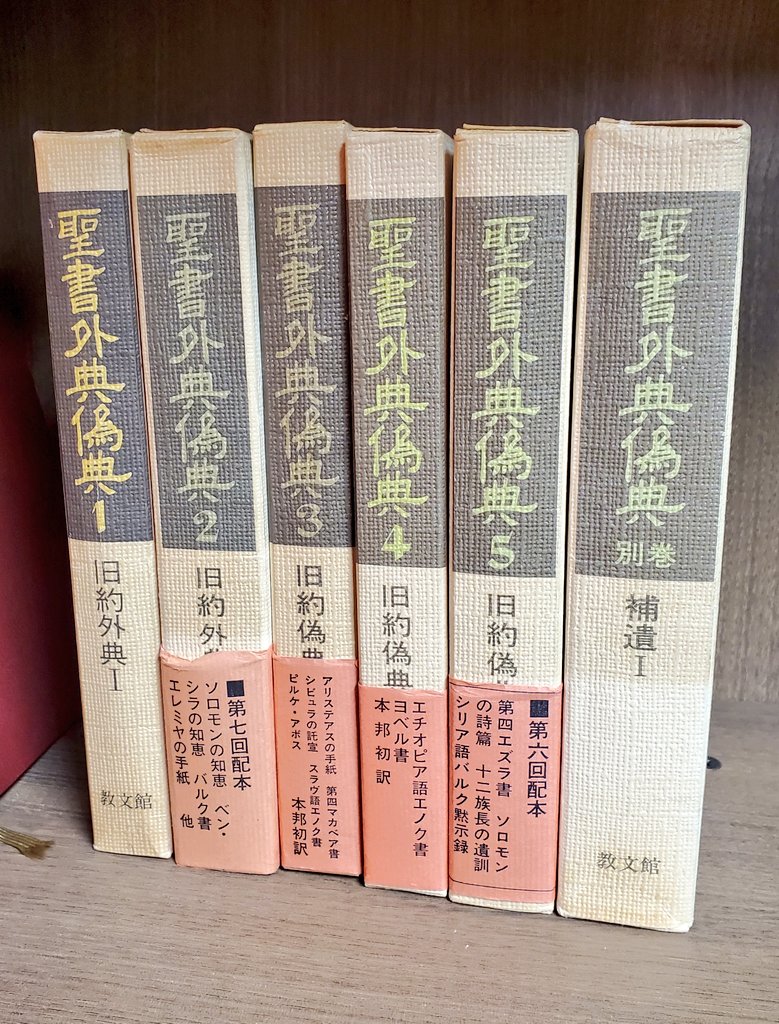 聖書外典偽典1
旧約外典 I
教文館
聖書外典偽典2
旧約外
■第七回配本
ソロモンの知恵　ベン・
シラの知恵　バルク書
エレミヤの手紙　他
聖書外典偽典3
旧約偽典
アリステアスの手紙　第四マカベア書
シビュラの託宣　スラヴ語エノク書
ピルケ・アボス
本邦初訳
聖書外典偽典4
旧約偽典
エチオピア語エノク書
ヨベル書
本邦初訳
聖書外典偽典5
旧約偽
■第六回配本
第四エズラ書　ソロモン
の詩篇　十二族長の遺訓
シリア語バルク黙示録
聖書外典偽典
別巻
補遺 I
教文館